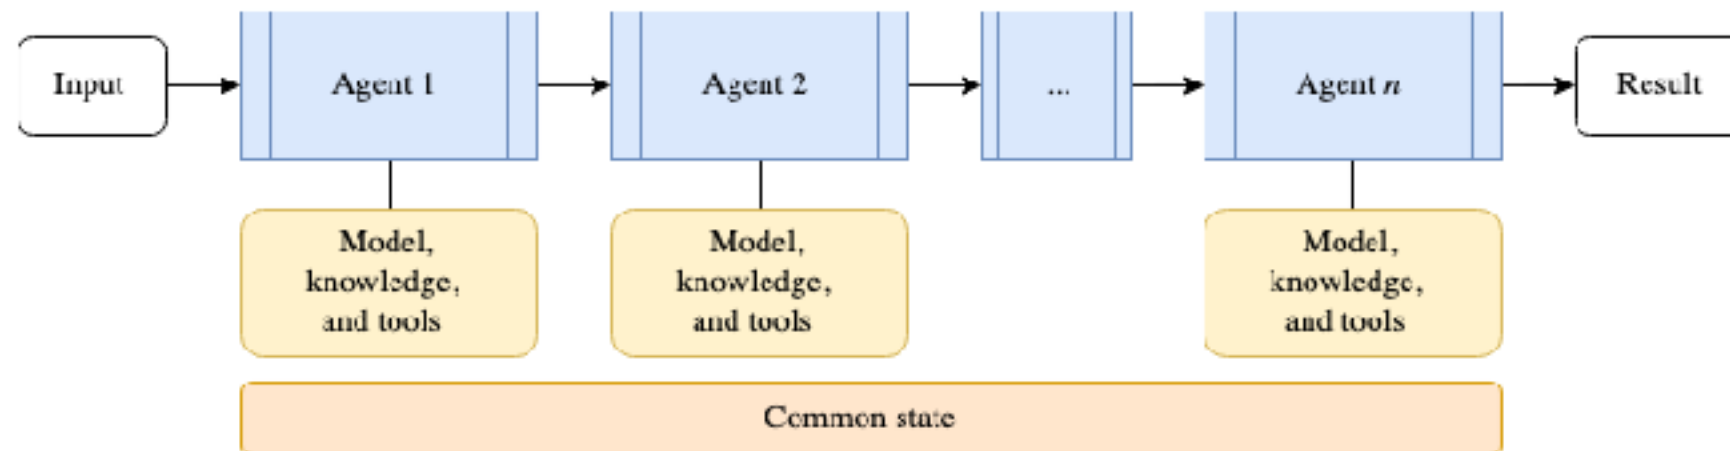 Input
Agent 1
Agent 2
...
Agent n
Result
Model,
knowledge,
and tools
Model,
knowledge,
and tools
Model,
knowledge,
and tools
Common state